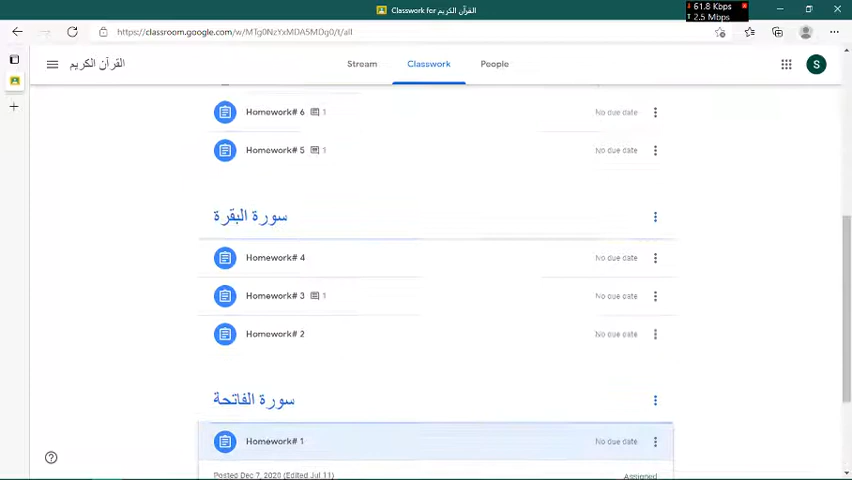 Classwork for القرآن الكريم
61.8 Kbps
2.5 Mbps
https://classroom.google.com/w/MTg0NzYxMDA5MDg0/t/all
القرآن الكريم
Stream
Classwork
People
S
Homework# 6
1
No due date
Homework# 5
1
No due date
سورة البقرة
Homework# 4
No due date
Homework# 3
1
No due date
Homework# 2
No due date
سورة الفاتحة
Homework# 1
No due date
Posted Dec 7, 2020 (Edited Jul 11)
Assigned